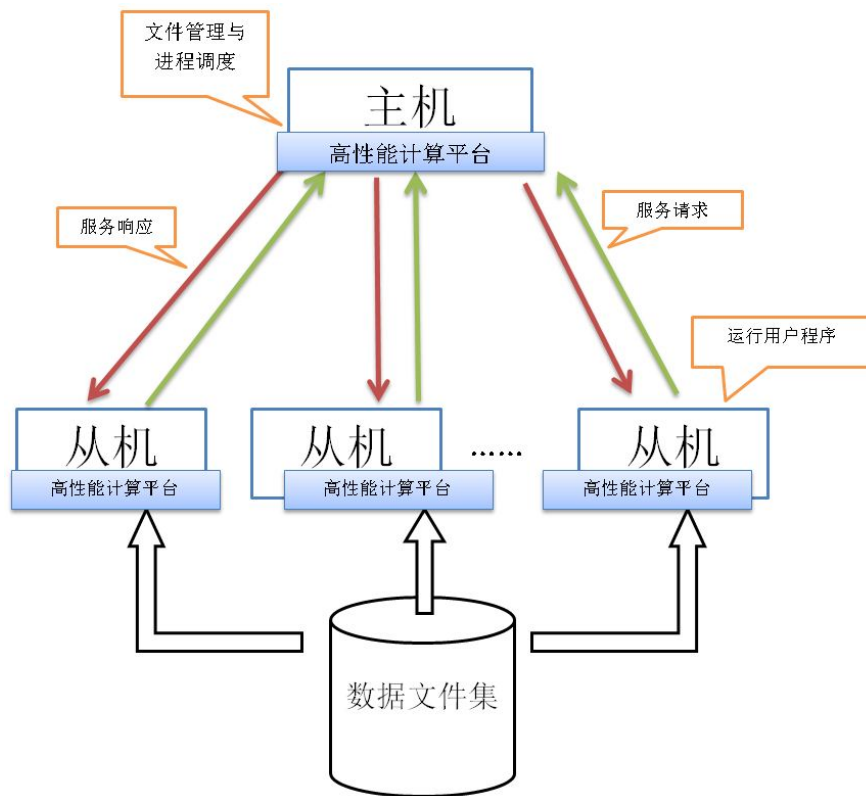 文件管理与
进程调度
主机
高性能计算平台
服务响应
服务请求
运行用户程序
从机
高性能计算平台
从机
高性能计算平台
……
从机
高性能计算平台
数据文件集